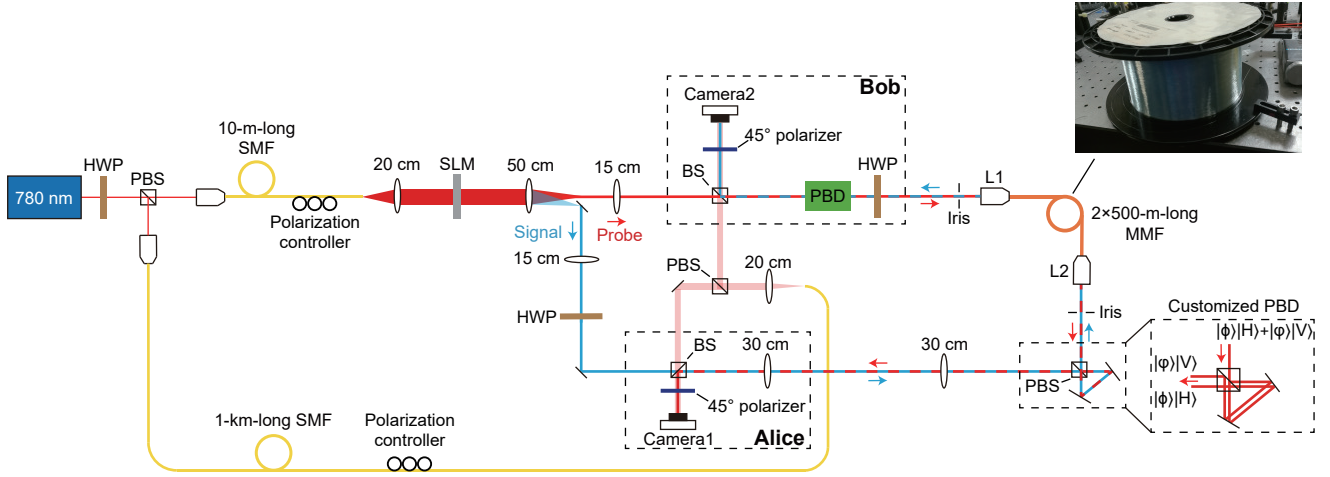 780 nm
HWP
PBS
10-m-long
SMF
Polarization
controller
20 cm
SLM
50 cm
15 cm
Signal
Probe
15 cm
HWP
Camera2
Bob
45° polarizer
BS
PBD
HWP
Iris
L1
2×500-m-long
MMF
L2
Iris
PBS
20 cm
BS
30 cm
45° polarizer
Camera1
Alice
30 cm
PBS
Customized PBD
|ϕ⟩|H⟩+|φ⟩|V⟩
|φ⟩|V⟩
|ϕ⟩|H⟩
1-km-long SMF
Polarization
controller